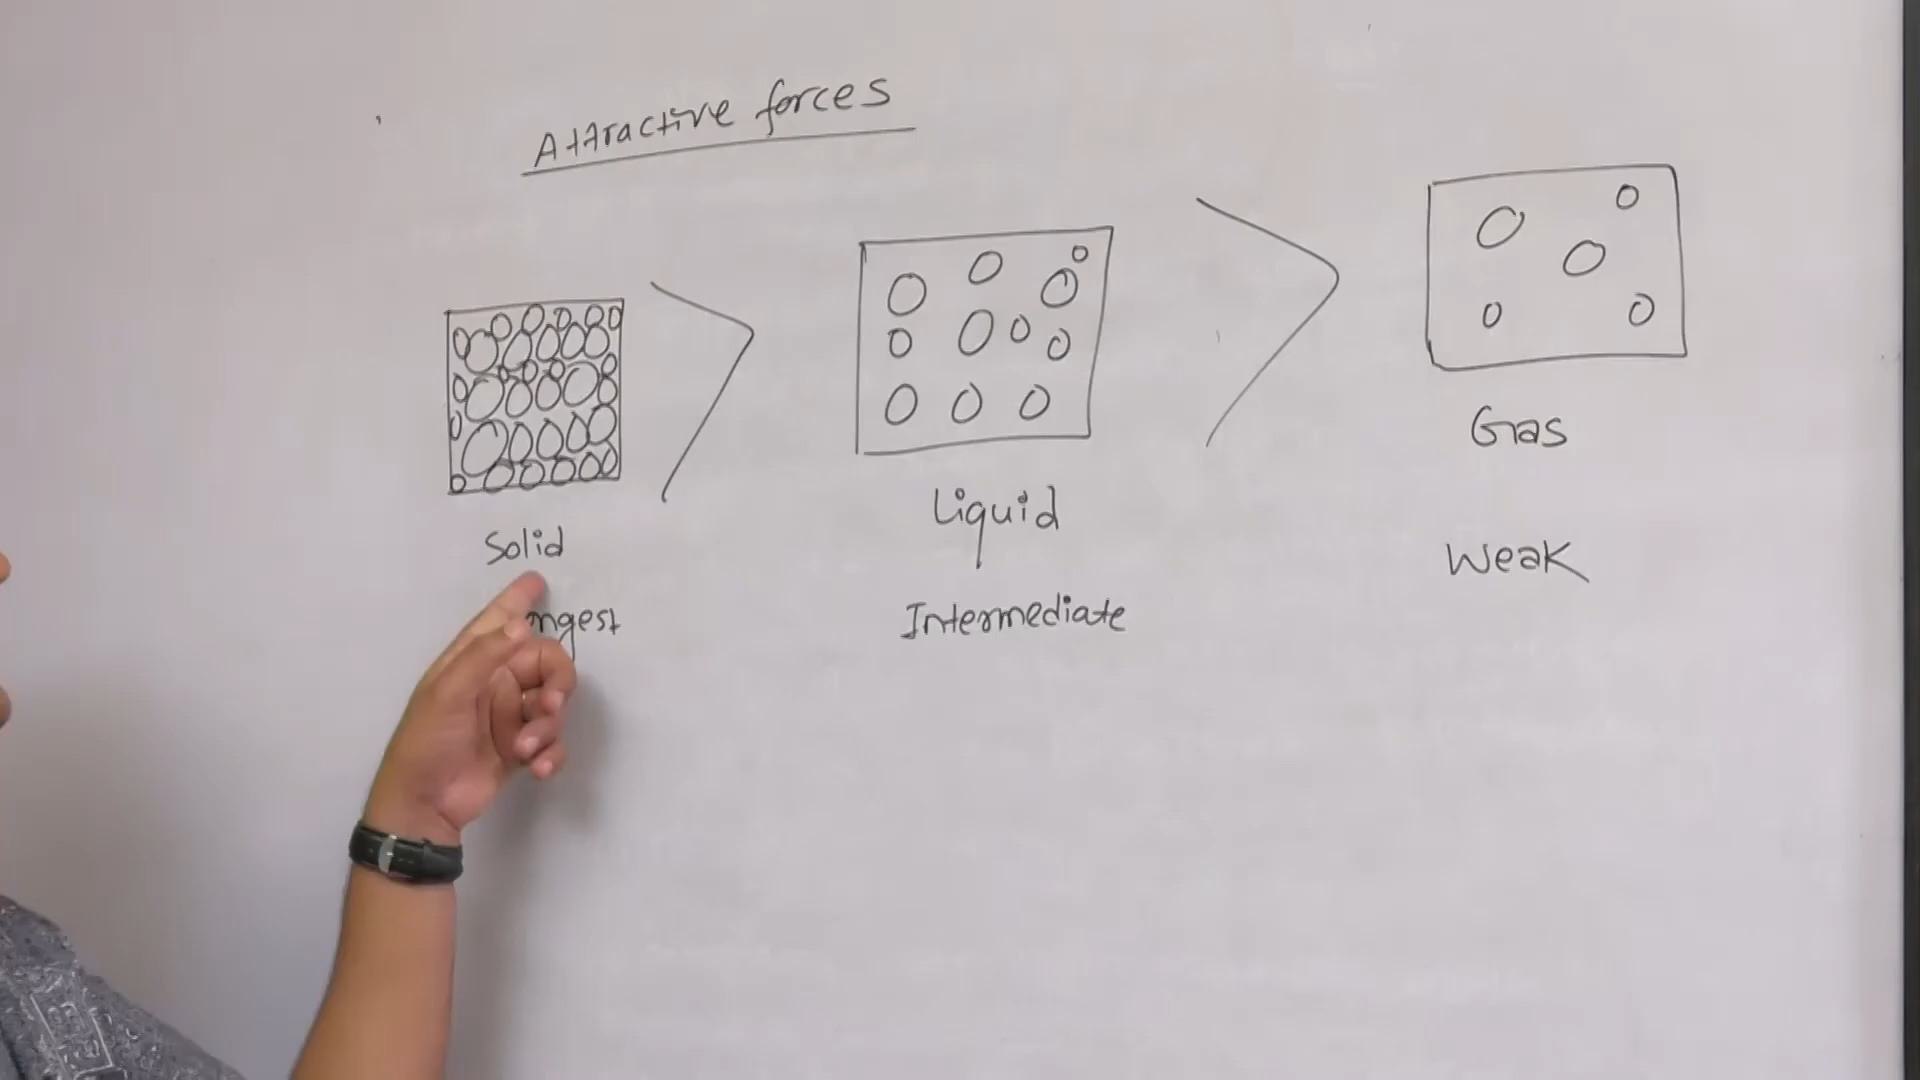 Attractive forces
> >
Solid Liquid Gas
ngest Intermediate Weak